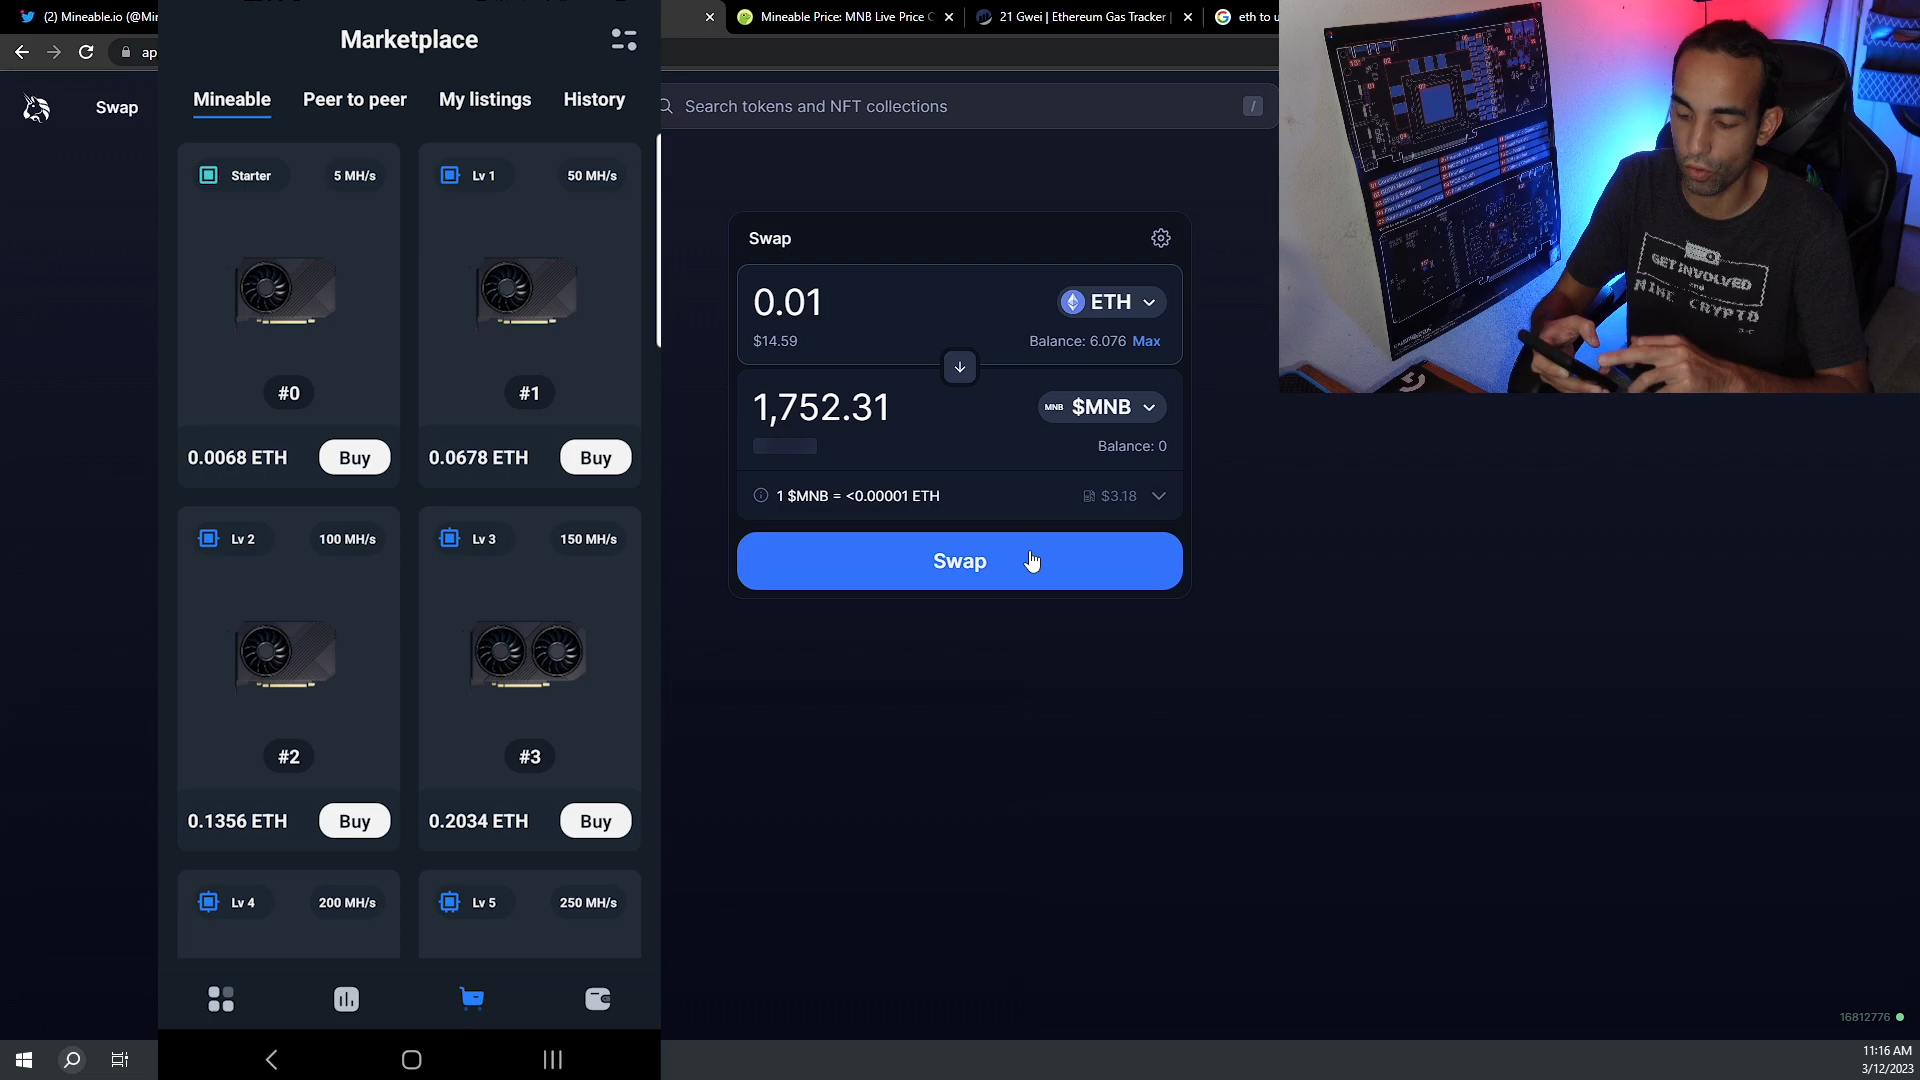 (2) Mineable.io (@Mi
Mineable Price: MNB Live Price C
21 Gwei | Ethereum Gas Tracker |
eth to u
ap
Swap
Search tokens and NFT collections
/
Marketplace
Mineable
Peer to peer
My listings
History
Starter
5 MH/s
#0
0.0068 ETH
Buy
Lv 1
50 MH/s
#1
0.0678 ETH
Buy
Lv 2
100 MH/s
#2
0.1356 ETH
Buy
Lv 3
150 MH/s
#3
0.2034 ETH
Buy
Lv 4
200 MH/s
Lv 5
250 MH/s
Swap
0.01
ETH
$14.59
Balance: 6.076 Max
1,752.31
MNB $MNB
Balance: 0
1 $MNB = <0.00001 ETH
$3.18
Swap
GET INVOLVED
and
MINE CRYPTO
16812776
11:16 AM
3/12/2023